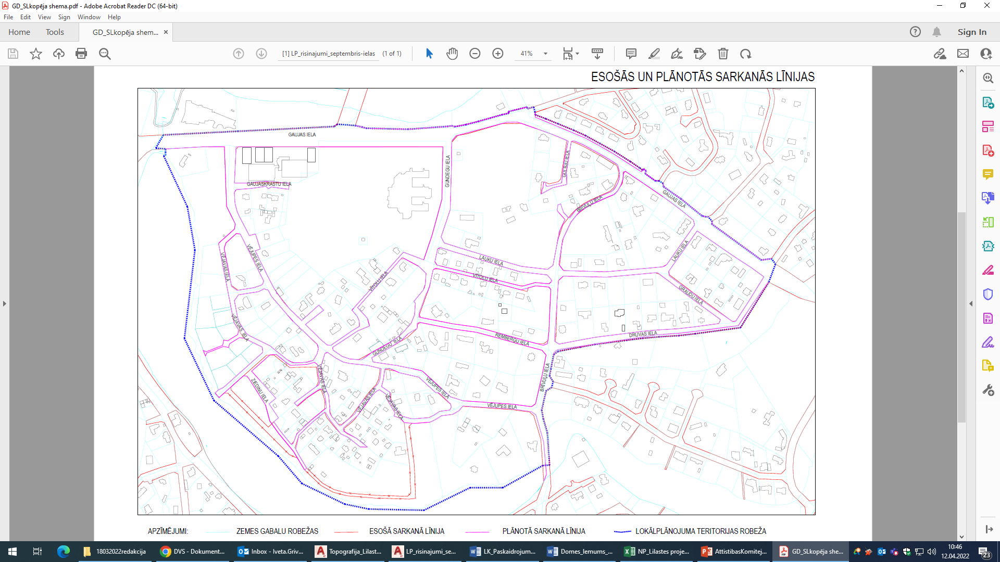 GD_SLkopēja shema.pdf - Adobe Acrobat Reader DC (64-bit)
File Edit View Sign Window Help
Home Tools GD_SLkopēja shem... × Sign In
[1] LP_risinajumi_septembris-ielas (1 of 1) 41%
ESOŠĀS UN PLĀNOTĀS SARKANĀS LĪNIJAS
GAUJAS IELA
GUNDEGU IELA
GAUJASKRASTU IELA
BRĪVUĻU IELA
GAUJAS IELA
VĒJAVAS IELA
VĒJUPES IELA
LAUKU IELA
LAUKU IELA
VĪTOLU IELA
VĪTOLU IELA
GRAUDU IELA
VĒJAVAS IELA
DRUVAS IELA
REMBERGU IELA
GUNDEGU IELA
BRĪVUĻU IELA
VĒJAVAS IELA
ZIEDIŅU IELA
VĒJUPES IELA
VĒJAVAS IELA
VĒJAVAS IELA
VĒJUPES IELA
APZĪMĒJUMI: ZEMES GABALU ROBEŽAS ESOŠĀ SARKANĀ LĪNIJA PLĀNOTĀ SARKANĀ LĪNIJA LOKĀLPLĀNOJUMA TERITORIJAS ROBEŽA
18032022redakcija DVS - Dokument... Inbox - Iveta.Griv... Topografija_Lilast... LP_risinajumi_se... LK_Paskaidrojum... Domes_lemums_... NP_Lilastes proje... AttistibasKomitej... GD_SLkopēja she... 10:46
12.04.2022 23